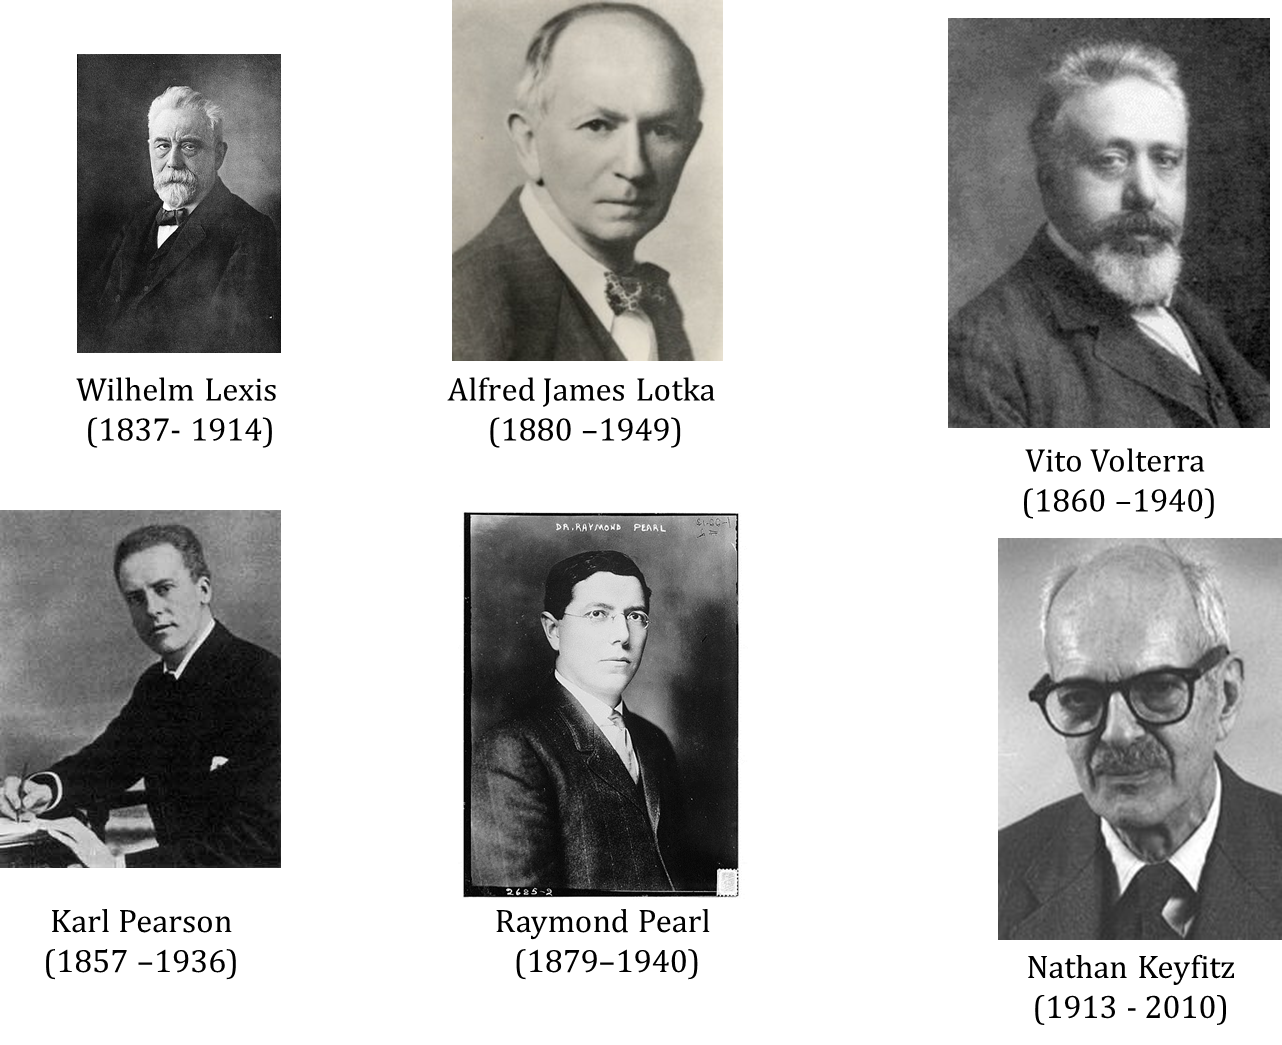 Wilhelm Lexis
(1837- 1914)
Alfred James Lotka
(1880 –1949)
Vito Volterra
(1860 –1940)
DR. RAYMOND PEARL
2685-2
Karl Pearson
(1857 –1936)
Raymond Pearl
(1879–1940)
Nathan Keyfitz
(1913 - 2010)